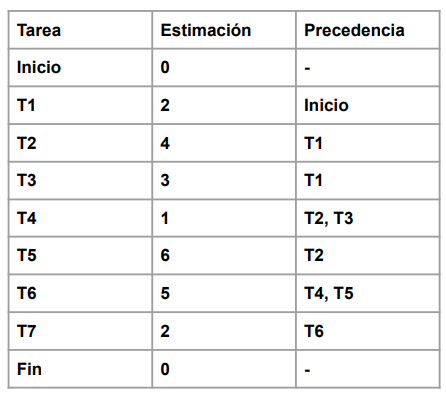 Tarea Estimación Precedencia
Inicio 0 -
T1 2 Inicio
T2 4 T1
T3 3 T1
T4 1 T2, T3
T5 6 T2
T6 5 T4, T5
T7 2 T6
Fin 0 -